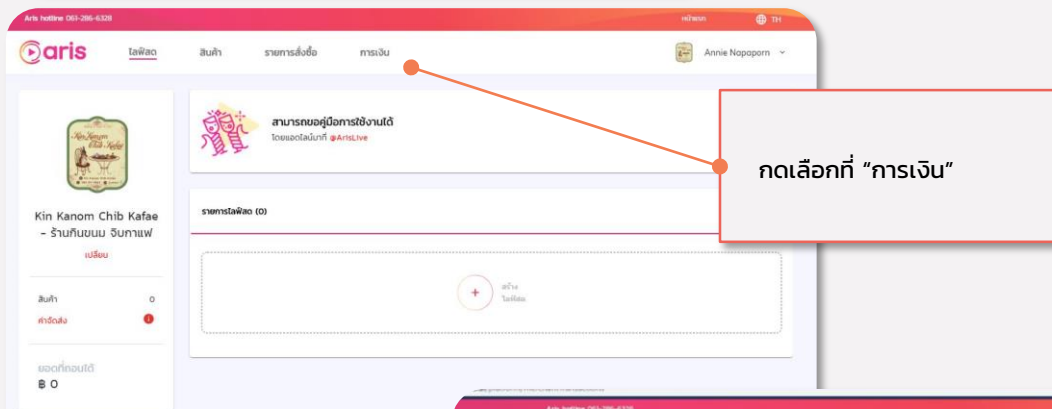 Aris hotline 061-286-6328
หน้าแรก
TH
aris
ไลฟ์สด
สินค้า
รายการสั่งซื้อ
การเงิน
Annie Napaporn
สามารถขอคู่มือการใช้งานได้
โดยแอดไลน์มาที่ @ArisLive
กดเลือกที่ “การเงิน”
Kin Kanom Chib Kafae
- ร้านกินขนม จิบกาแฟ
เปลี่ยน
รายการไลฟ์สด (0)
สร้าง
ไลฟ์สด
สินค้า 0
ค่าจัดส่ง
ยอดที่ถอนได้
฿ 0
Aris hotline 061-286-6328